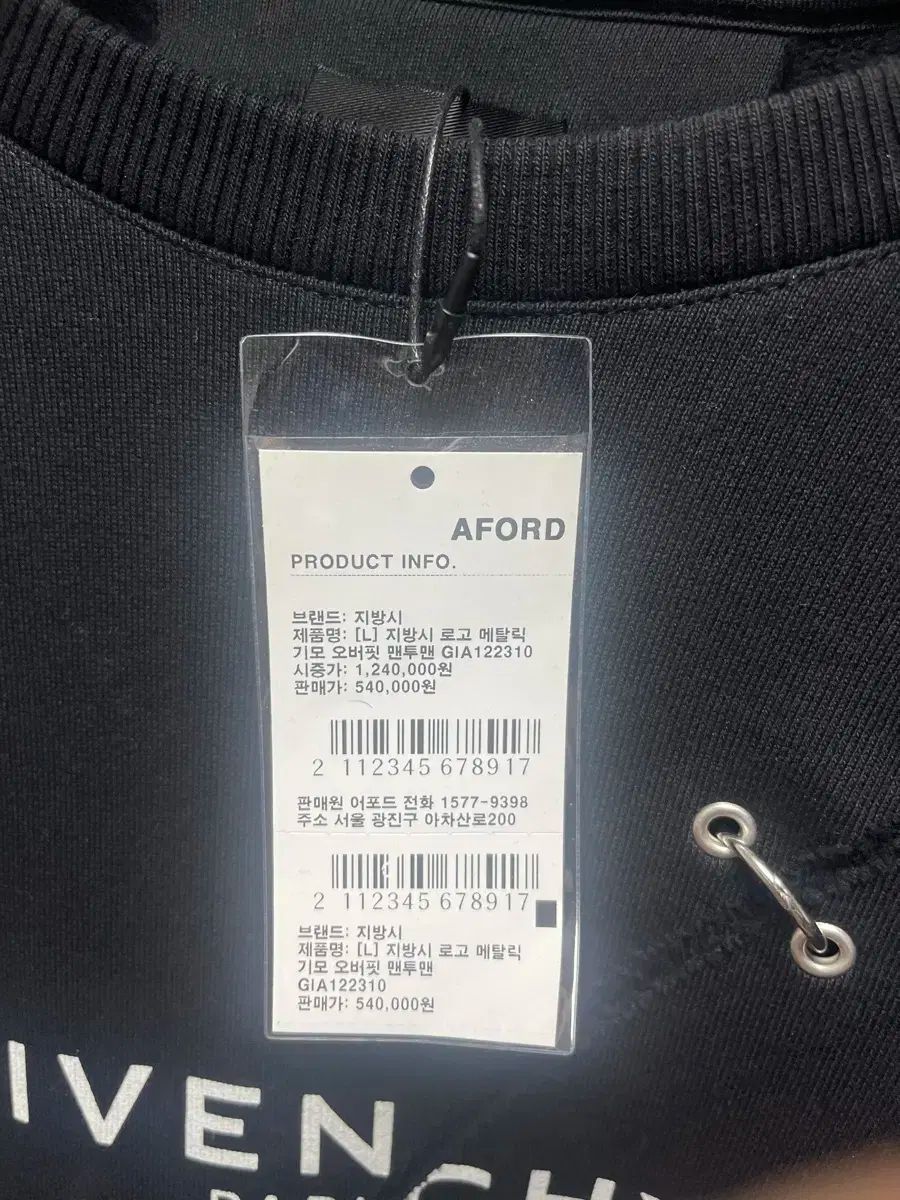 AFORD
PRODUCT INFO.
브랜드: 지방시
제품명: [L] 지방시 로고 메탈릭
기모 오버핏 맨투맨 GIA122310
시중가: 1,240,000원
판매가: 540,000원
2 112345 678917
판매원 어포드 전화 1577-9398
주소 서울 광진구 아차산로200
2 112345 678917
브랜드: 지방시
제품명: [L] 지방시 로고 메탈릭
기모 오버핏 맨투맨
GIA122310
판매가: 540,000원
IVEN